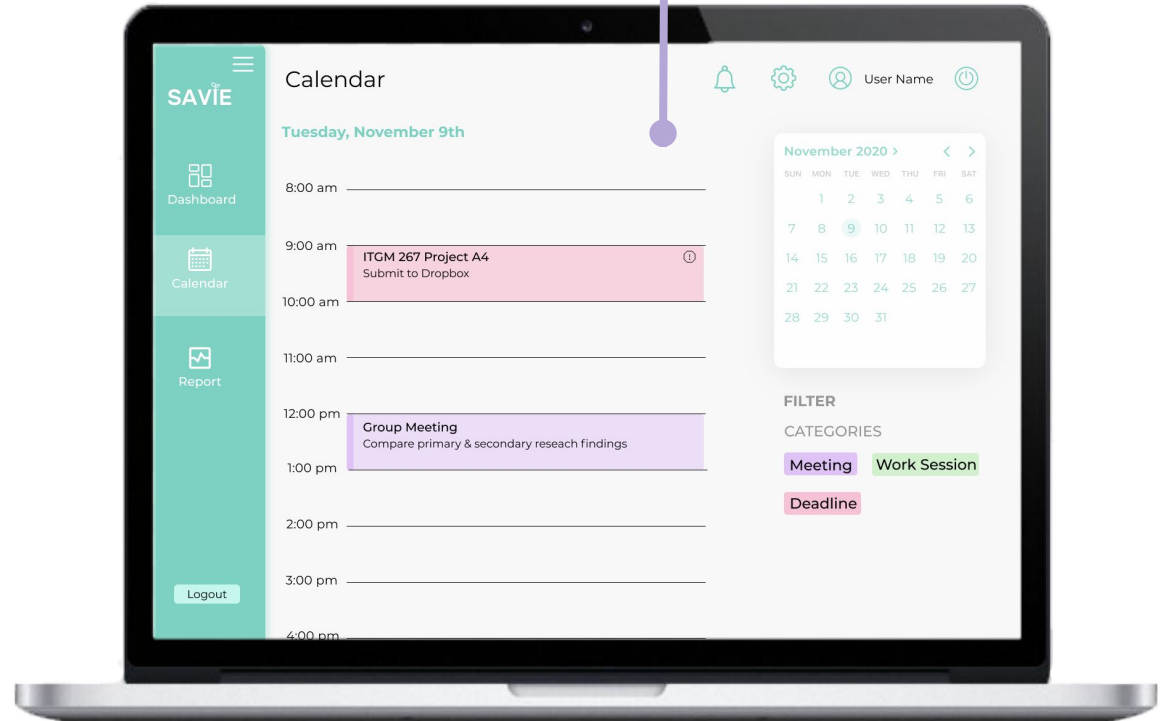 SAVIE
Dashboard
Calendar
Report
Logout
Calendar
User Name
Tuesday, November 9th
8:00 am
9:00 am
ITGM 267 Project A4
Submit to Dropbox
10:00 am
11:00 am
12:00 pm
Group Meeting
Compare primary & secondary reseach findings
1:00 pm
2:00 pm
3:00 pm
4:00 pm
November 2020 >
< >
SUN MON TUE WED THU FRI SAT
1 2 3 4 5 6
7 8 9 10 11 12 13
14 15 16 17 18 19 20
21 22 23 24 25 26 27
28 29 30 31
FILTER
CATEGORIES
Meeting Work Session
Deadline